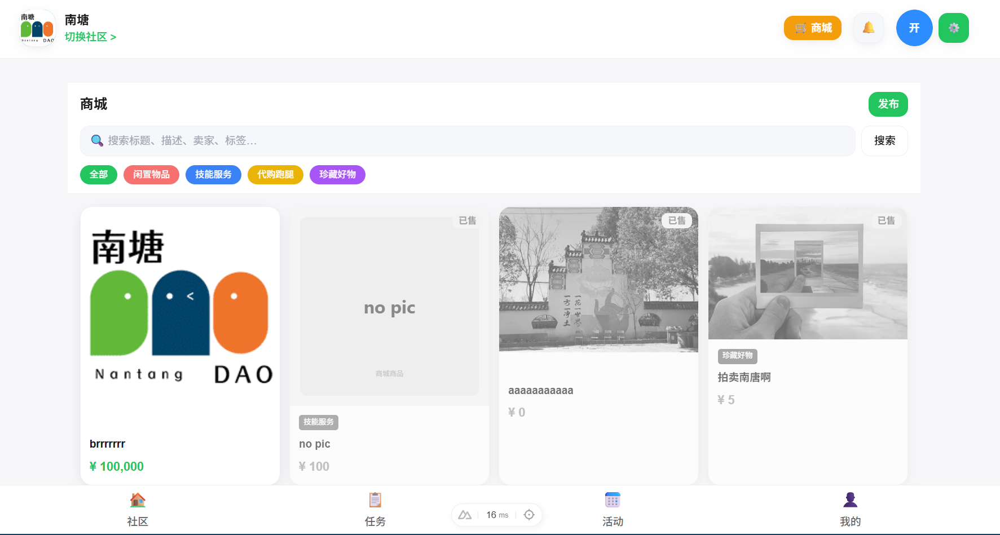 南塘
Nantang DAO
南塘
切换社区 >
商城
开
商城
发布
搜索标题、描述、卖家、标签...
搜索
全部
闲置物品
技能服务
代购跑腿
珍藏好物
南塘
Nantang DAO
brrrrrrr
¥ 100,000
已售
no pic
商城商品
技能服务
no pic
¥ 100
已售
一花一世界
一方一净土
aaaaaaaaaaa
¥ 0
已售
珍藏好物
拍卖南唐啊
¥ 5
社区
任务
16 ms
活动
我的